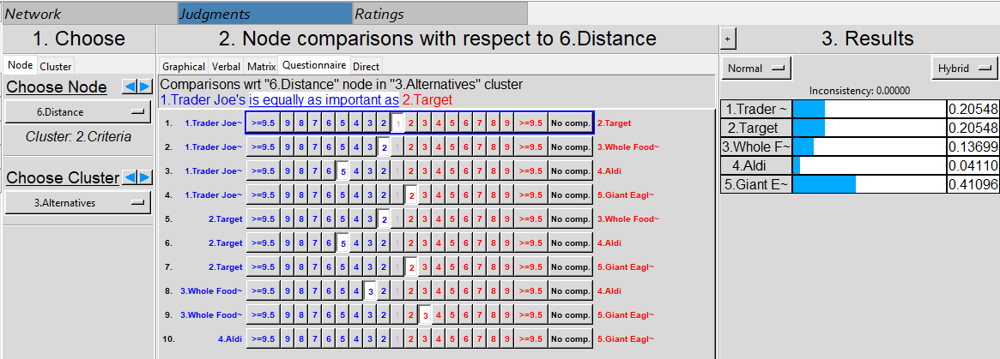 Network
Judgments
Ratings
1. Choose
Node Cluster
Choose Node
6.Distance
Cluster: 2.Criteria
Choose Cluster
3.Alternatives
2. Node comparisons with respect to 6.Distance
Graphical Verbal Matrix Questionnaire Direct
Comparisons wrt "6.Distance" node in "3.Alternatives" cluster
1.Trader Joe's is equally as important as 2.Target
1. 1.Trader Joe~ >=9.5 9 8 7 6 5 4 3 2 1 2 3 4 5 6 7 8 9 >=9.5 No comp. 2.Target
2. 1.Trader Joe~ >=9.5 9 8 7 6 5 4 3 2 1 2 3 4 5 6 7 8 9 >=9.5 No comp. 3.Whole Food~
3. 1.Trader Joe~ >=9.5 9 8 7 6 5 4 3 2 1 2 3 4 5 6 7 8 9 >=9.5 No comp. 4.Aldi
4. 1.Trader Joe~ >=9.5 9 8 7 6 5 4 3 2 1 2 3 4 5 6 7 8 9 >=9.5 No comp. 5.Giant Eagl~
5. 2.Target >=9.5 9 8 7 6 5 4 3 2 1 2 3 4 5 6 7 8 9 >=9.5 No comp. 3.Whole Food~
6. 2.Target >=9.5 9 8 7 6 5 4 3 2 1 2 3 4 5 6 7 8 9 >=9.5 No comp. 4.Aldi
7. 2.Target >=9.5 9 8 7 6 5 4 3 2 1 2 3 4 5 6 7 8 9 >=9.5 No comp. 5.Giant Eagl~
8. 3.Whole Food~ >=9.5 9 8 7 6 5 4 3 2 1 2 3 4 5 6 7 8 9 >=9.5 No comp. 4.Aldi
9. 3.Whole Food~ >=9.5 9 8 7 6 5 4 3 2 1 2 3 4 5 6 7 8 9 >=9.5 No comp. 5.Giant Eagl~
10. 4.Aldi >=9.5 9 8 7 6 5 4 3 2 1 2 3 4 5 6 7 8 9 >=9.5 No comp. 5.Giant Eagl~
+ 3. Results
Normal Hybrid
Inconsistency: 0.00000
1.Trader ~ 0.20548
2.Target 0.20548
3.Whole F~ 0.13699
4.Aldi 0.04110
5.Giant E~ 0.41096